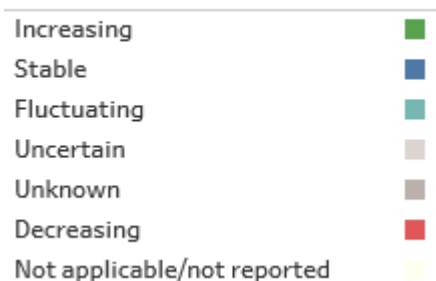 Increasing
Stable
Fluctuating
Uncertain
Unknown
Decreasing
Not applicable/not reported